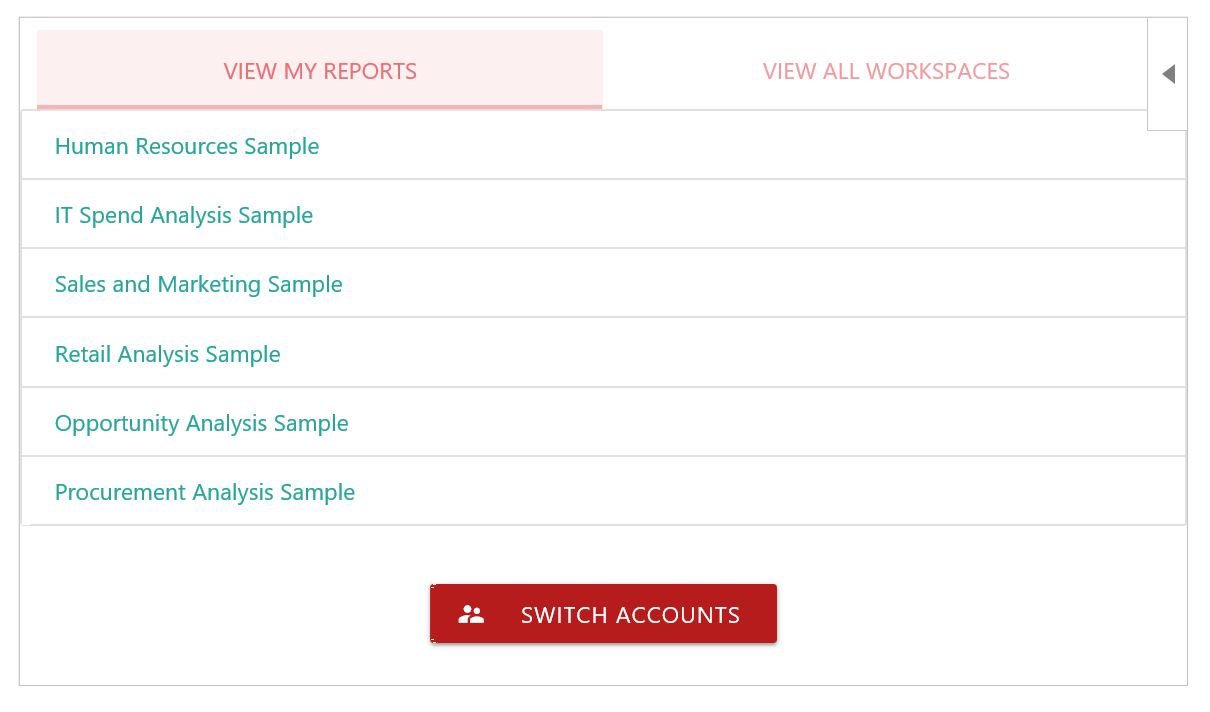 VIEW MY REPORTS
VIEW ALL WORKSPACES
Human Resources Sample
IT Spend Analysis Sample
Sales and Marketing Sample
Retail Analysis Sample
Opportunity Analysis Sample
Procurement Analysis Sample
SWITCH ACCOUNTS